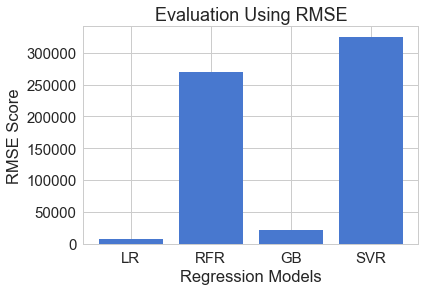 Evaluation Using RMSE
RMSE Score
300000
250000
200000
150000
100000
50000
0
LR RFR GB SVR
Regression Models